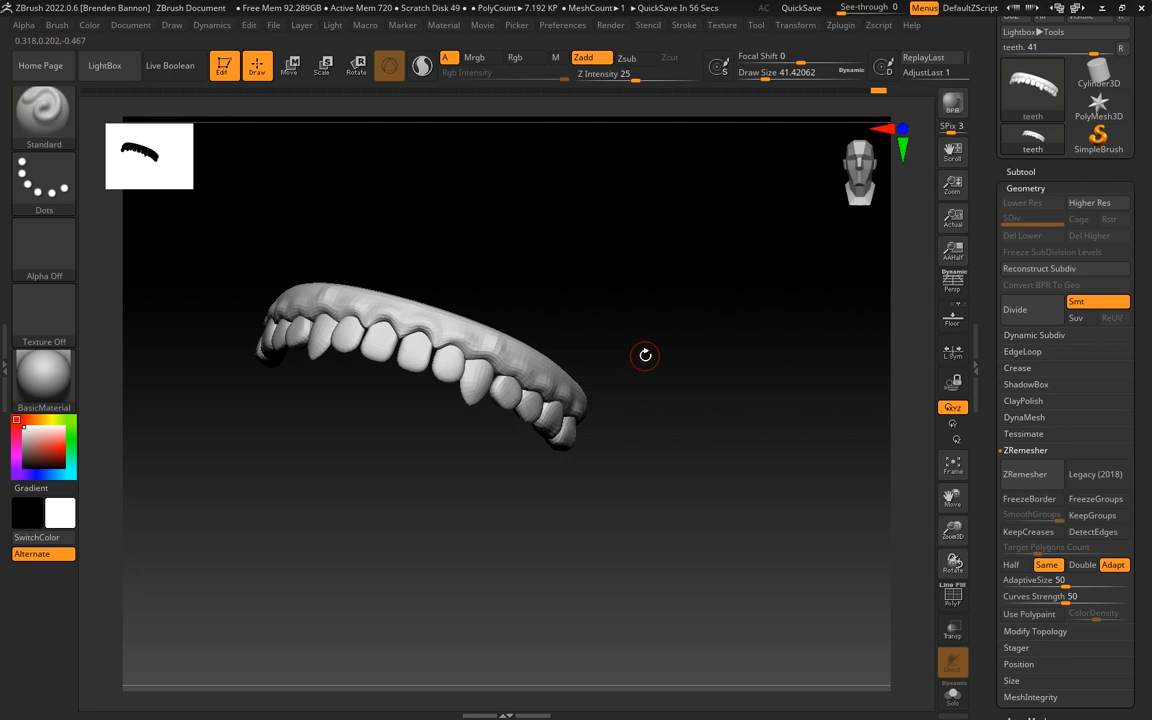 ZBrush 2022.0.6 [Brenden Bannon] ZBrush Document • Free Mem 92.289GB • Active Mem 720 • Scratch Disk 49 • PolyCount▸7.192 KP • MeshCount▸1 • QuickSave In 56 Secs AC QuickSave See-through 0 Menus DefaultZScript
Alpha Brush Color Document Draw Dynamics Edit File Layer Light Macro Marker Material Movie Picker Preferences Render Stencil Stroke Texture Tool Transform Zplugin Zscript Help
0.318,0.202,-0.467
Lightbox▸Tools
teeth. 41 R
Home Page LightBox Live Boolean Edit Draw Move Scale Rotate
A Mrgb Rgb M Zadd Zsub Zcut
Rgb Intensity Z Intensity 25
S Focal Shift 0
Draw Size 41.42062 Dynamic D
ReplayLast
AdjustLast 1
teeth Cylinder3D
PolyMesh3D
teeth SimpleBrush
Standard
Dots
Alpha Off
Texture Off
BasicMaterial
Gradient
SwitchColor
Alternate
BPR
SPix 3
Scroll
Zoom
Actual
AAHalf
Dynamic
Persp
Floor
L.Sym
XYZ
Frame
Move
Zoom3D
Rotate
Line Fill
PolyF
Transp
Ghost
Dynamic
Solo
Subtool
Geometry
Lower Res Higher Res
SDiv Cage Rstr
Del Lower Del Higher
Freeze SubDivision Levels
Reconstruct Subdiv
Convert BPR To Geo
Divide Smt
Suv ReUV
Dynamic Subdiv
EdgeLoop
Crease
ShadowBox
ClayPolish
DynaMesh
Tessimate
ZRemesher
ZRemesher Legacy (2018)
FreezeBorder FreezeGroups
SmoothGroups KeepGroups
KeepCreases DetectEdges
Target Polygons Count
Half Same Double Adapt
AdaptiveSize 50
Curves Strength 50
Use Polypaint ColorDensity
Modify Topology
Stager
Position
Size
MeshIntegrity